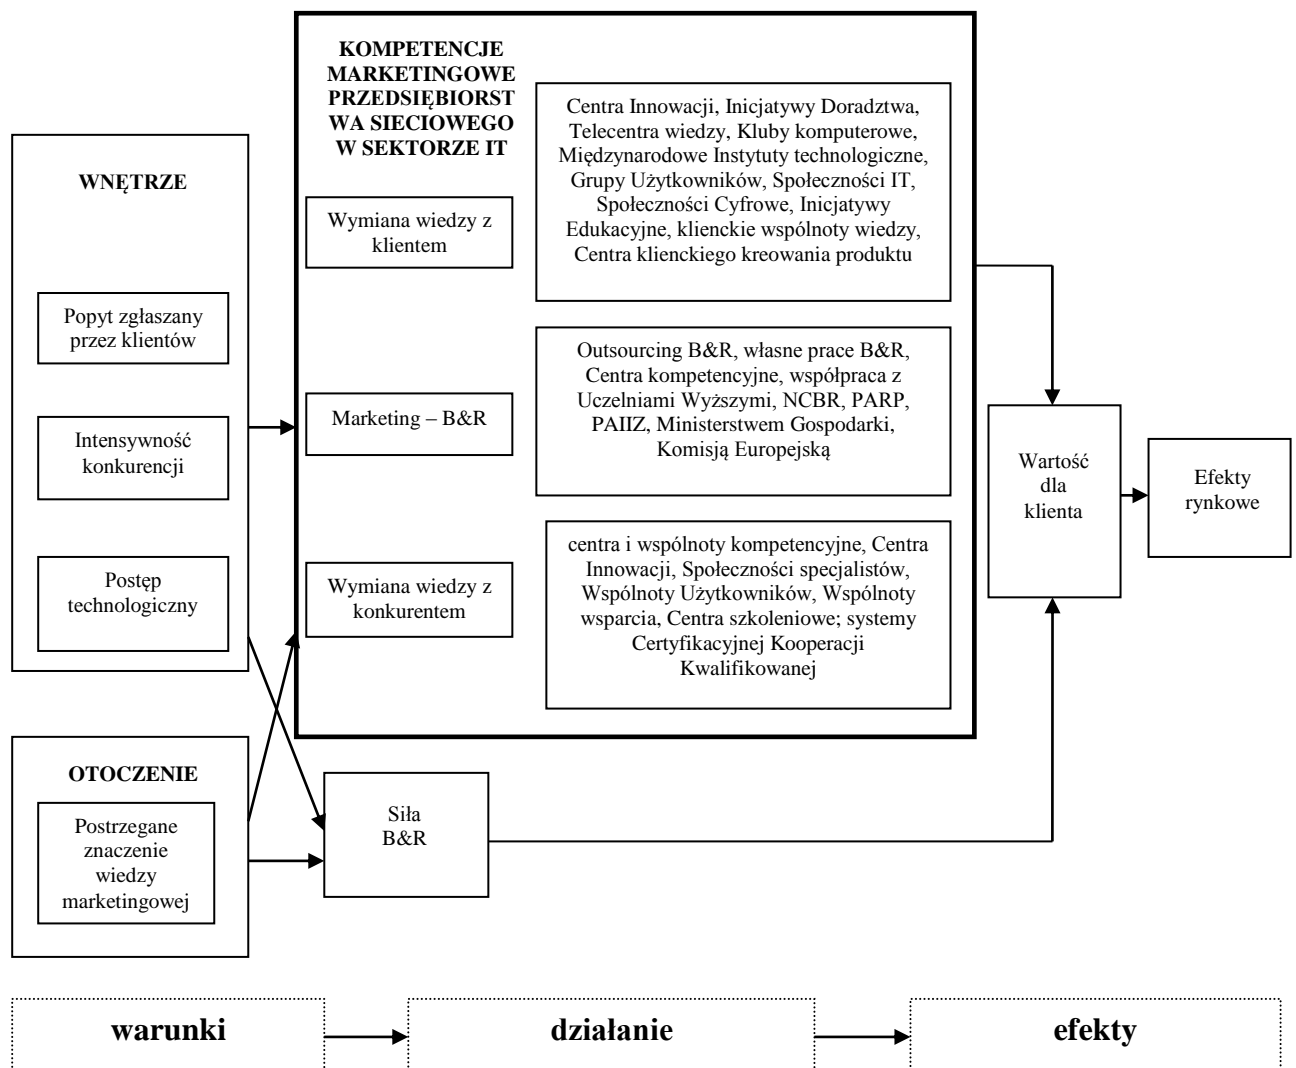 KOMPETENCJE
MARKETINGOWE
PRZEDSIĘBIORST
WA SIECIOWEGO
W SEKTORZE IT
WNĘTRZE
Popyt zgłaszany
przez klientów
Intensywność
konkurencji
Postęp
technologiczny
OTOCZENIE
Postrzegane
znaczenie
wiedzy
marketingowej
Wymiana wiedzy z
klientem
Centra Innowacji, Inicjatywy Doradztwa,
Telecentra wiedzy, Kluby komputerowe,
Międzynarodowe Instytuty technologiczne,
Grupy Użytkowników, Społeczności IT,
Społeczności Cyfrowe, Inicjatywy
Edukacyjne, klienckie wspólnoty wiedzy,
Centra klienckiego kreowania produktu
Marketing – B&R
Outsourcing B&R, własne prace B&R,
Centra kompetencyjne, współpraca z
Uczelniami Wyższymi, NCBR, PARP,
PAIIZ, Ministerstwem Gospodarki,
Komisją Europejską
Wymiana wiedzy z
konkurentem
centra i wspólnoty kompetencyjne, Centra
Innowacji, Społeczności specjalistów,
Wspólnoty Użytkowników, Wspólnoty
wsparcia, Centra szkoleniowe; systemy
Certyfikacyjnej Kooperacji
Kwalifikowanej
Siła
B&R
Wartość
dla
klienta
Efekty
rynkowe
warunki
działanie
efekty